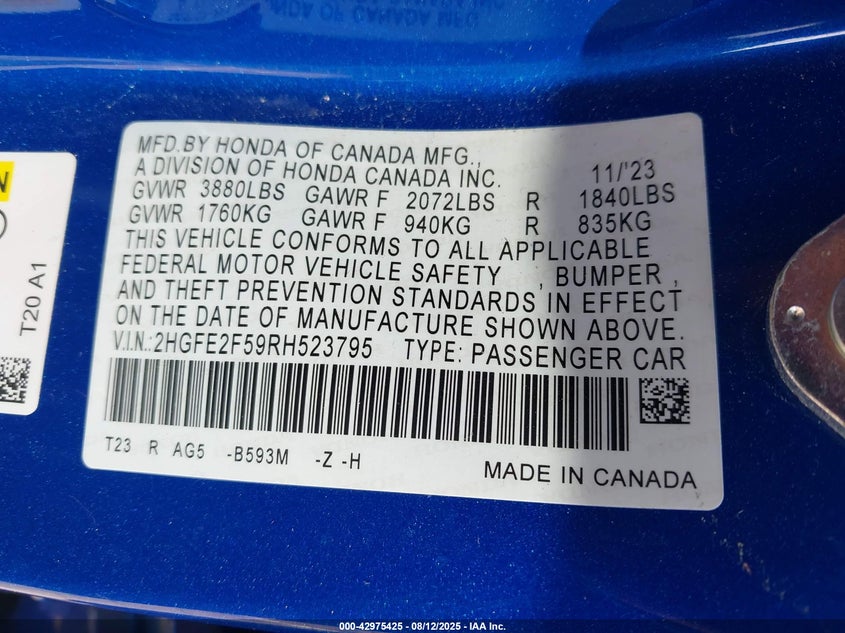 MFD.BY HONDA OF CANADA MFG.,
A DIVISION OF HONDA CANADA INC. 11/'23
GVWR 3880LBS GAWR F 2072LBS R 1840LBS
GVWR 1760KG GAWR F 940KG R 835KG
THIS VEHICLE CONFORMS TO ALL APPLICABLE
FEDERAL MOTOR VEHICLE SAFETY , BUMPER ,
AND THEFT PREVENTION STANDARDS IN EFFECT
ON THE DATE OF MANUFACTURE SHOWN ABOVE.
V.I.N.:2HGFE2F59RH523795 TYPE: PASSENGER CAR
T23 R AG5 -B593M -Z -H
MADE IN CANADA
N
T20 A1
000-42975425 - 08/12/2025 - IAA Inc.